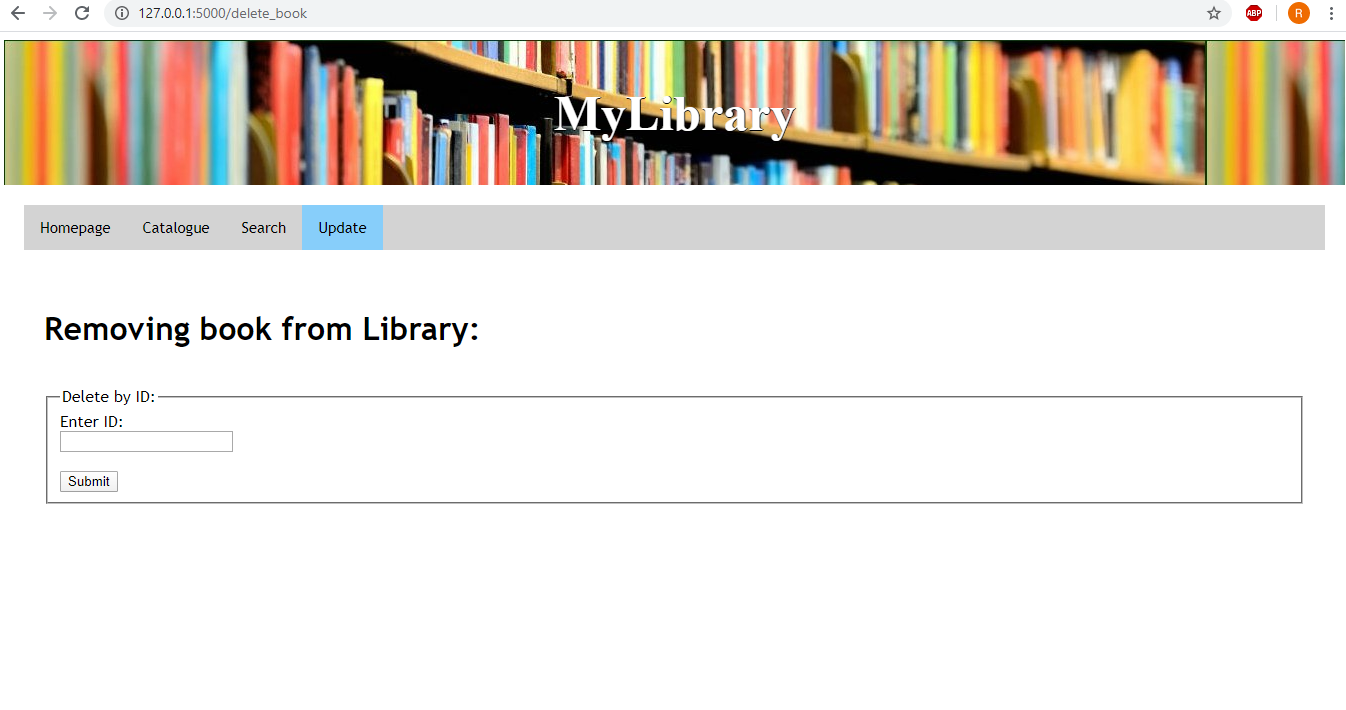 127.0.0.1:5000/delete_book
ABP
R
MyLibrary
Homepage Catalogue Search Update
Removing book from Library:
Delete by ID:
Enter ID:
Submit